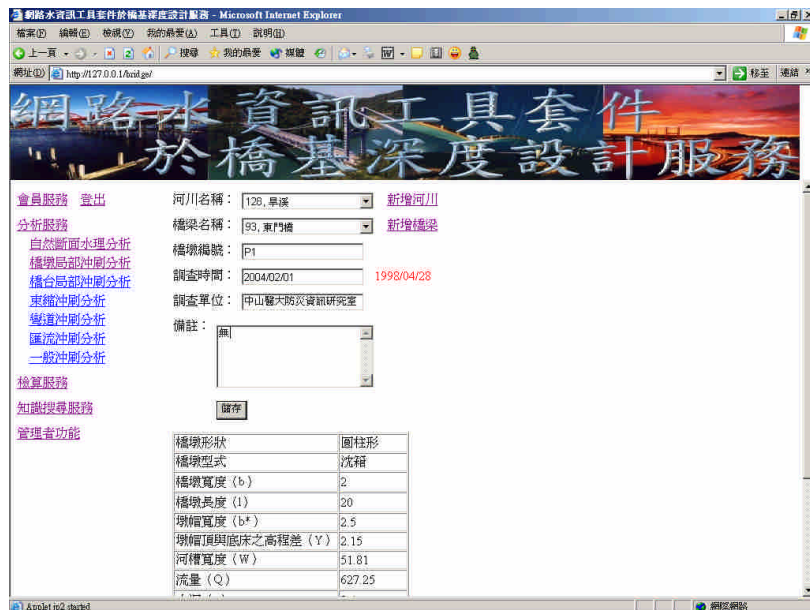 網路水資訊工具套件於橋基深度設計服務 - Microsoft Internet Explorer
檔案(F) 編輯(E) 檢視(V) 我的最愛(A) 工具(T) 說明(H)
上一頁 搜尋 我的最愛 媒體
網址(D) http://127.0.0.1/bridge/ 移至 連結 »
網路水資訊工具套件
於橋基深度設計服務
會員服務 登出
分析服務
自然斷面水理分析
橋墩局部沖刷分析
橋台局部沖刷分析
束縮沖刷分析
彎道沖刷分析
匯流沖刷分析
一般沖刷分析
檢算服務
知識搜尋服務
管理者功能
河川名稱： 128, 旱溪 新增河川
橋梁名稱： 93, 東門橋 新增橋梁
橋墩編號： P1
調查時間： 2004/02/01 1998/04/28
調查單位： 中山醫大防災資訊研究室
備註： 無
儲存
橋墩形狀 圓柱形
橋墩型式 沈箱
橋墩寬度（b） 2
橋墩長度（l） 20
墩帽寬度（b*） 2.5
墩帽頂與底床之高程差（Y） 2.15
河槽寬度（W） 51.81
流量（Q） 627.25
Applet jp2 started 網際網路